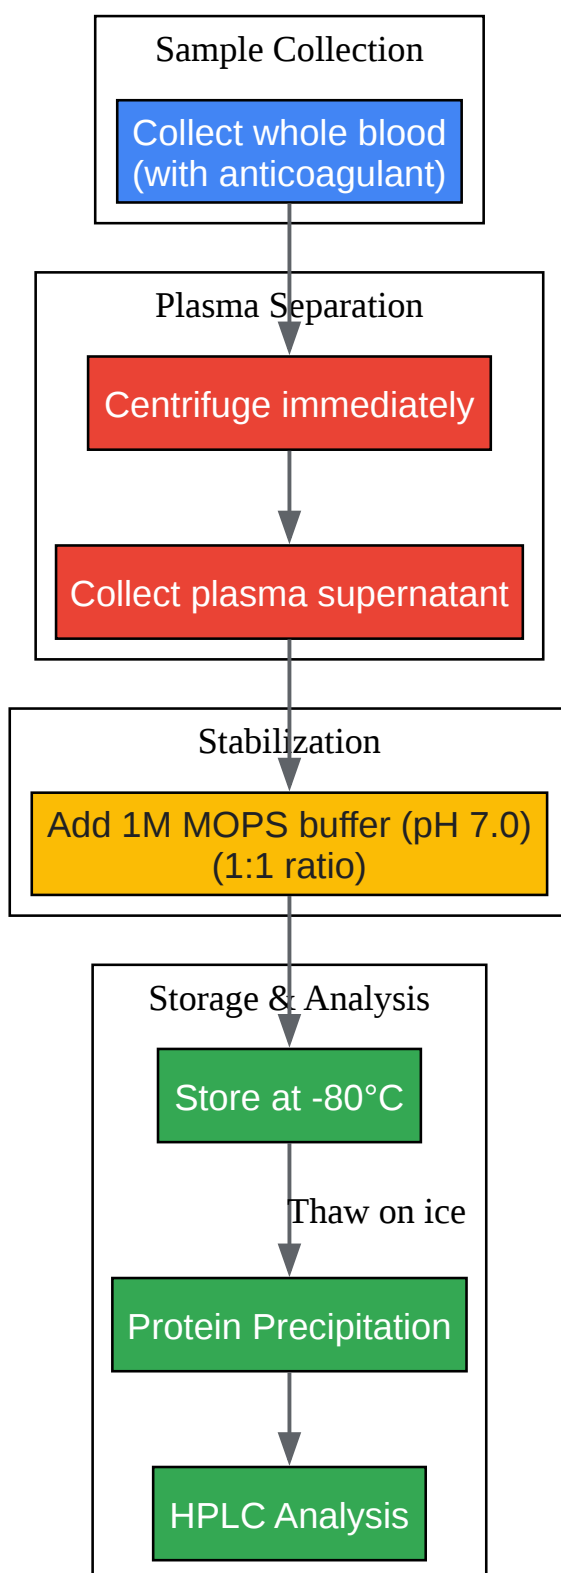 Sample Collection
Collect whole blood
(with anticoagulant)
Plasma Separation
Centrifuge immediately
Collect plasma supernatant
Stabilization
Add 1M MOPS buffer (pH 7.0)
(1:1 ratio)
Storage & Analysis
Store at -80°C
Thaw on ice
Protein Precipitation
HPLC Analysis